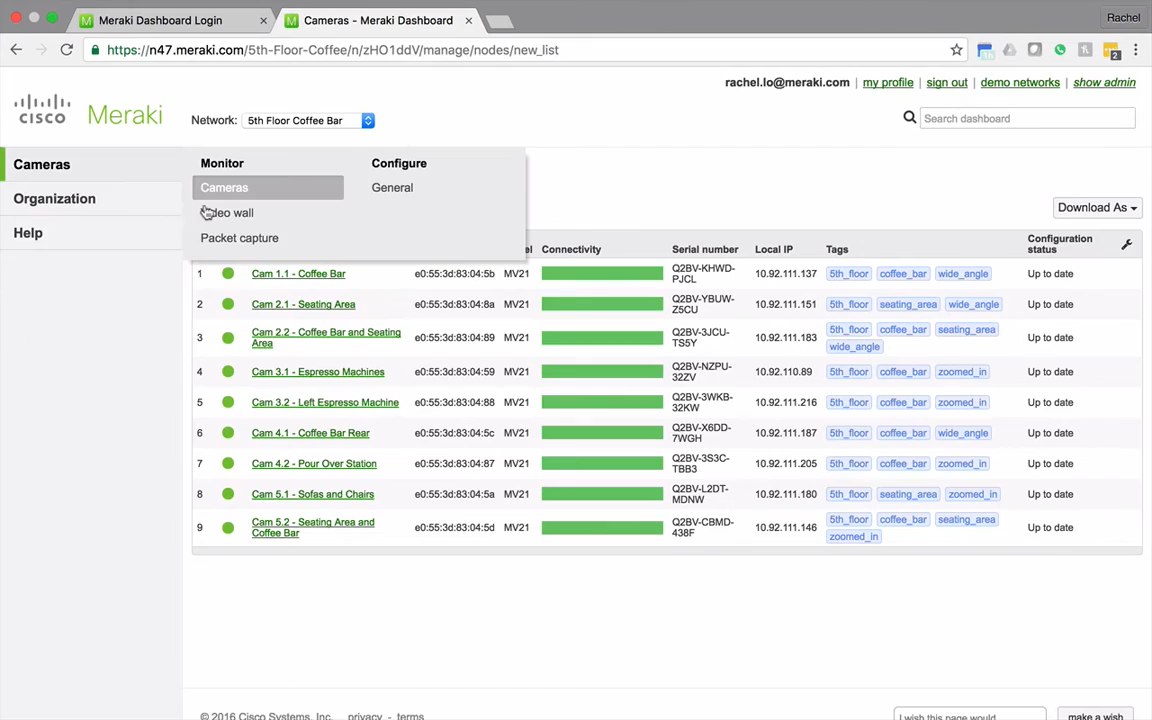 Meraki Dashboard Login
Cameras - Meraki Dashboard
Rachel
https://n47.meraki.com/5th-Floor-Coffee/n/zHO1ddV/manage/nodes/new_list
2
rachel.lo@meraki.com my profile sign out demo networks show admin
cisco Meraki
Network: 5th Floor Coffee Bar
Search dashboard
Cameras
Organization
Help
Monitor
Cameras
wall
Packet capture
Configure
General
Download As
Connectivity Serial number Local IP Tags Configuration status
1 Cam 1.1 - Coffee Bar e0:55:3d:83:04:5b MV21 Q2BV-KHWD-PJCL 10.92.111.137 5th_floor coffee_bar wide_angle Up to date
2 Cam 2.1 - Seating Area e0:55:3d:83:04:8a MV21 Q2BV-YBUW-Z5CU 10.92.111.151 5th_floor seating_area wide_angle Up to date
3 Cam 2.2 - Coffee Bar and Seating Area e0:55:3d:83:04:89 MV21 Q2BV-3JCU-TS5Y 10.92.111.183 5th_floor coffee_bar seating_area wide_angle Up to date
4 Cam 3.1 - Espresso Machines e0:55:3d:83:04:59 MV21 Q2BV-NZPU-32ZV 10.92.110.89 5th_floor coffee_bar zoomed_in Up to date
5 Cam 3.2 - Left Espresso Machine e0:55:3d:83:04:88 MV21 Q2BV-3WKB-32KW 10.92.111.216 5th_floor coffee_bar zoomed_in Up to date
6 Cam 4.1 - Coffee Bar Rear e0:55:3d:83:04:5c MV21 Q2BV-X6DD-7WGH 10.92.111.187 5th_floor coffee_bar wide_angle Up to date
7 Cam 4.2 - Pour Over Station e0:55:3d:83:04:87 MV21 Q2BV-3S3C-TBB3 10.92.111.205 5th_floor coffee_bar zoomed_in Up to date
8 Cam 5.1 - Sofas and Chairs e0:55:3d:83:04:5a MV21 Q2BV-L2DT-MDNW 10.92.111.180 5th_floor seating_area zoomed_in Up to date
9 Cam 5.2 - Seating Area and Coffee Bar e0:55:3d:83:04:5d MV21 Q2BV-CBMD-438F 10.92.111.146 5th_floor coffee_bar seating_area zoomed_in Up to date
© 2016 Cisco Systems, Inc. privacy - terms
I wish this page would
make a wish